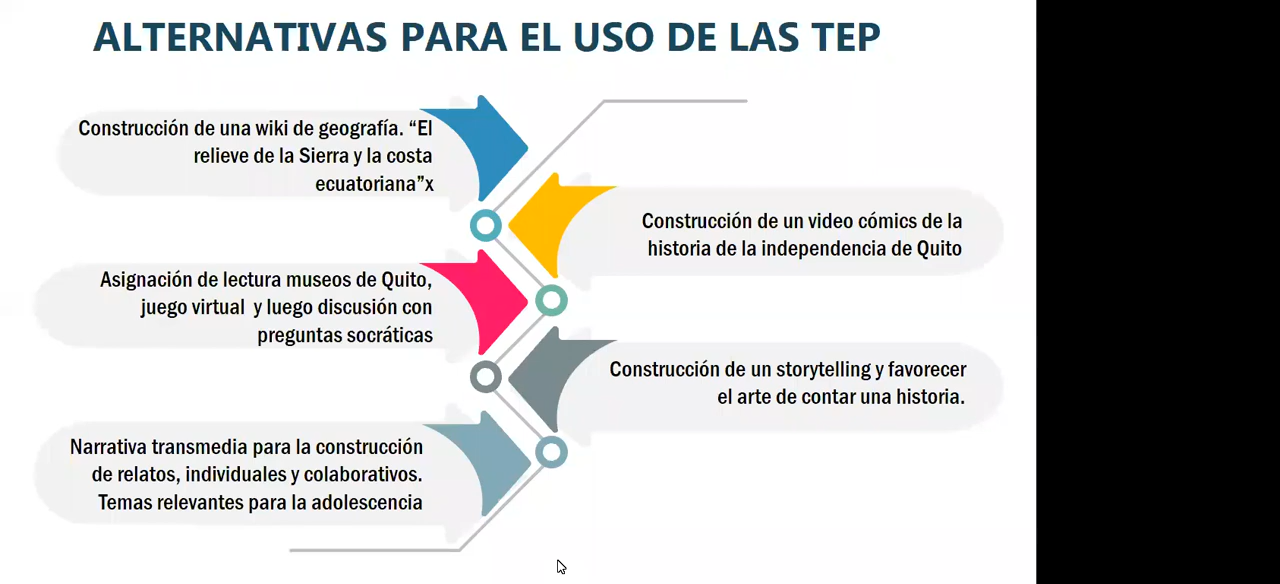 ALTERNATIVAS PARA EL USO DE LAS TEP
Construcción de una wiki de geografía. “El
relieve de la Sierra y la costa
ecuatoriana”x
Construcción de un video cómics de la
historia de la independencia de Quito
Asignación de lectura museos de Quito,
juego virtual y luego discusión con
preguntas socráticas
Construcción de un storytelling y favorecer
el arte de contar una historia.
Narrativa transmedia para la construcción
de relatos, individuales y colaborativos.
Temas relevantes para la adolescencia